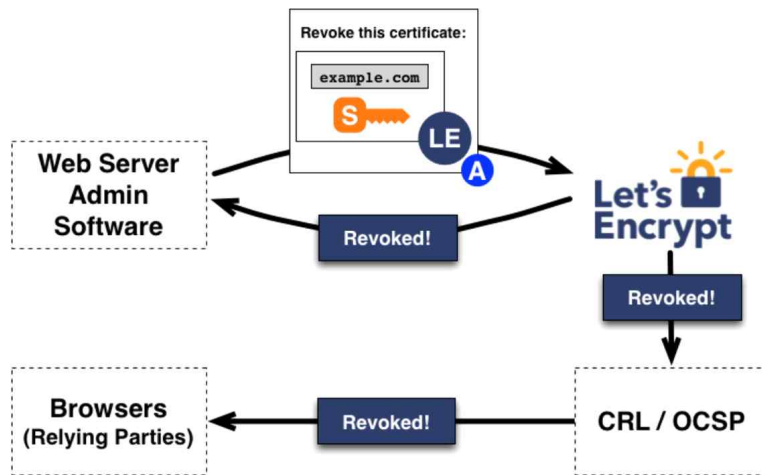 Revoke this certificate:
example.com
S
LE
A
Web Server
Admin
Software
Let's
Encrypt
Revoked!
Revoked!
Browsers
(Relying Parties)
Revoked!
CRL / OCSP